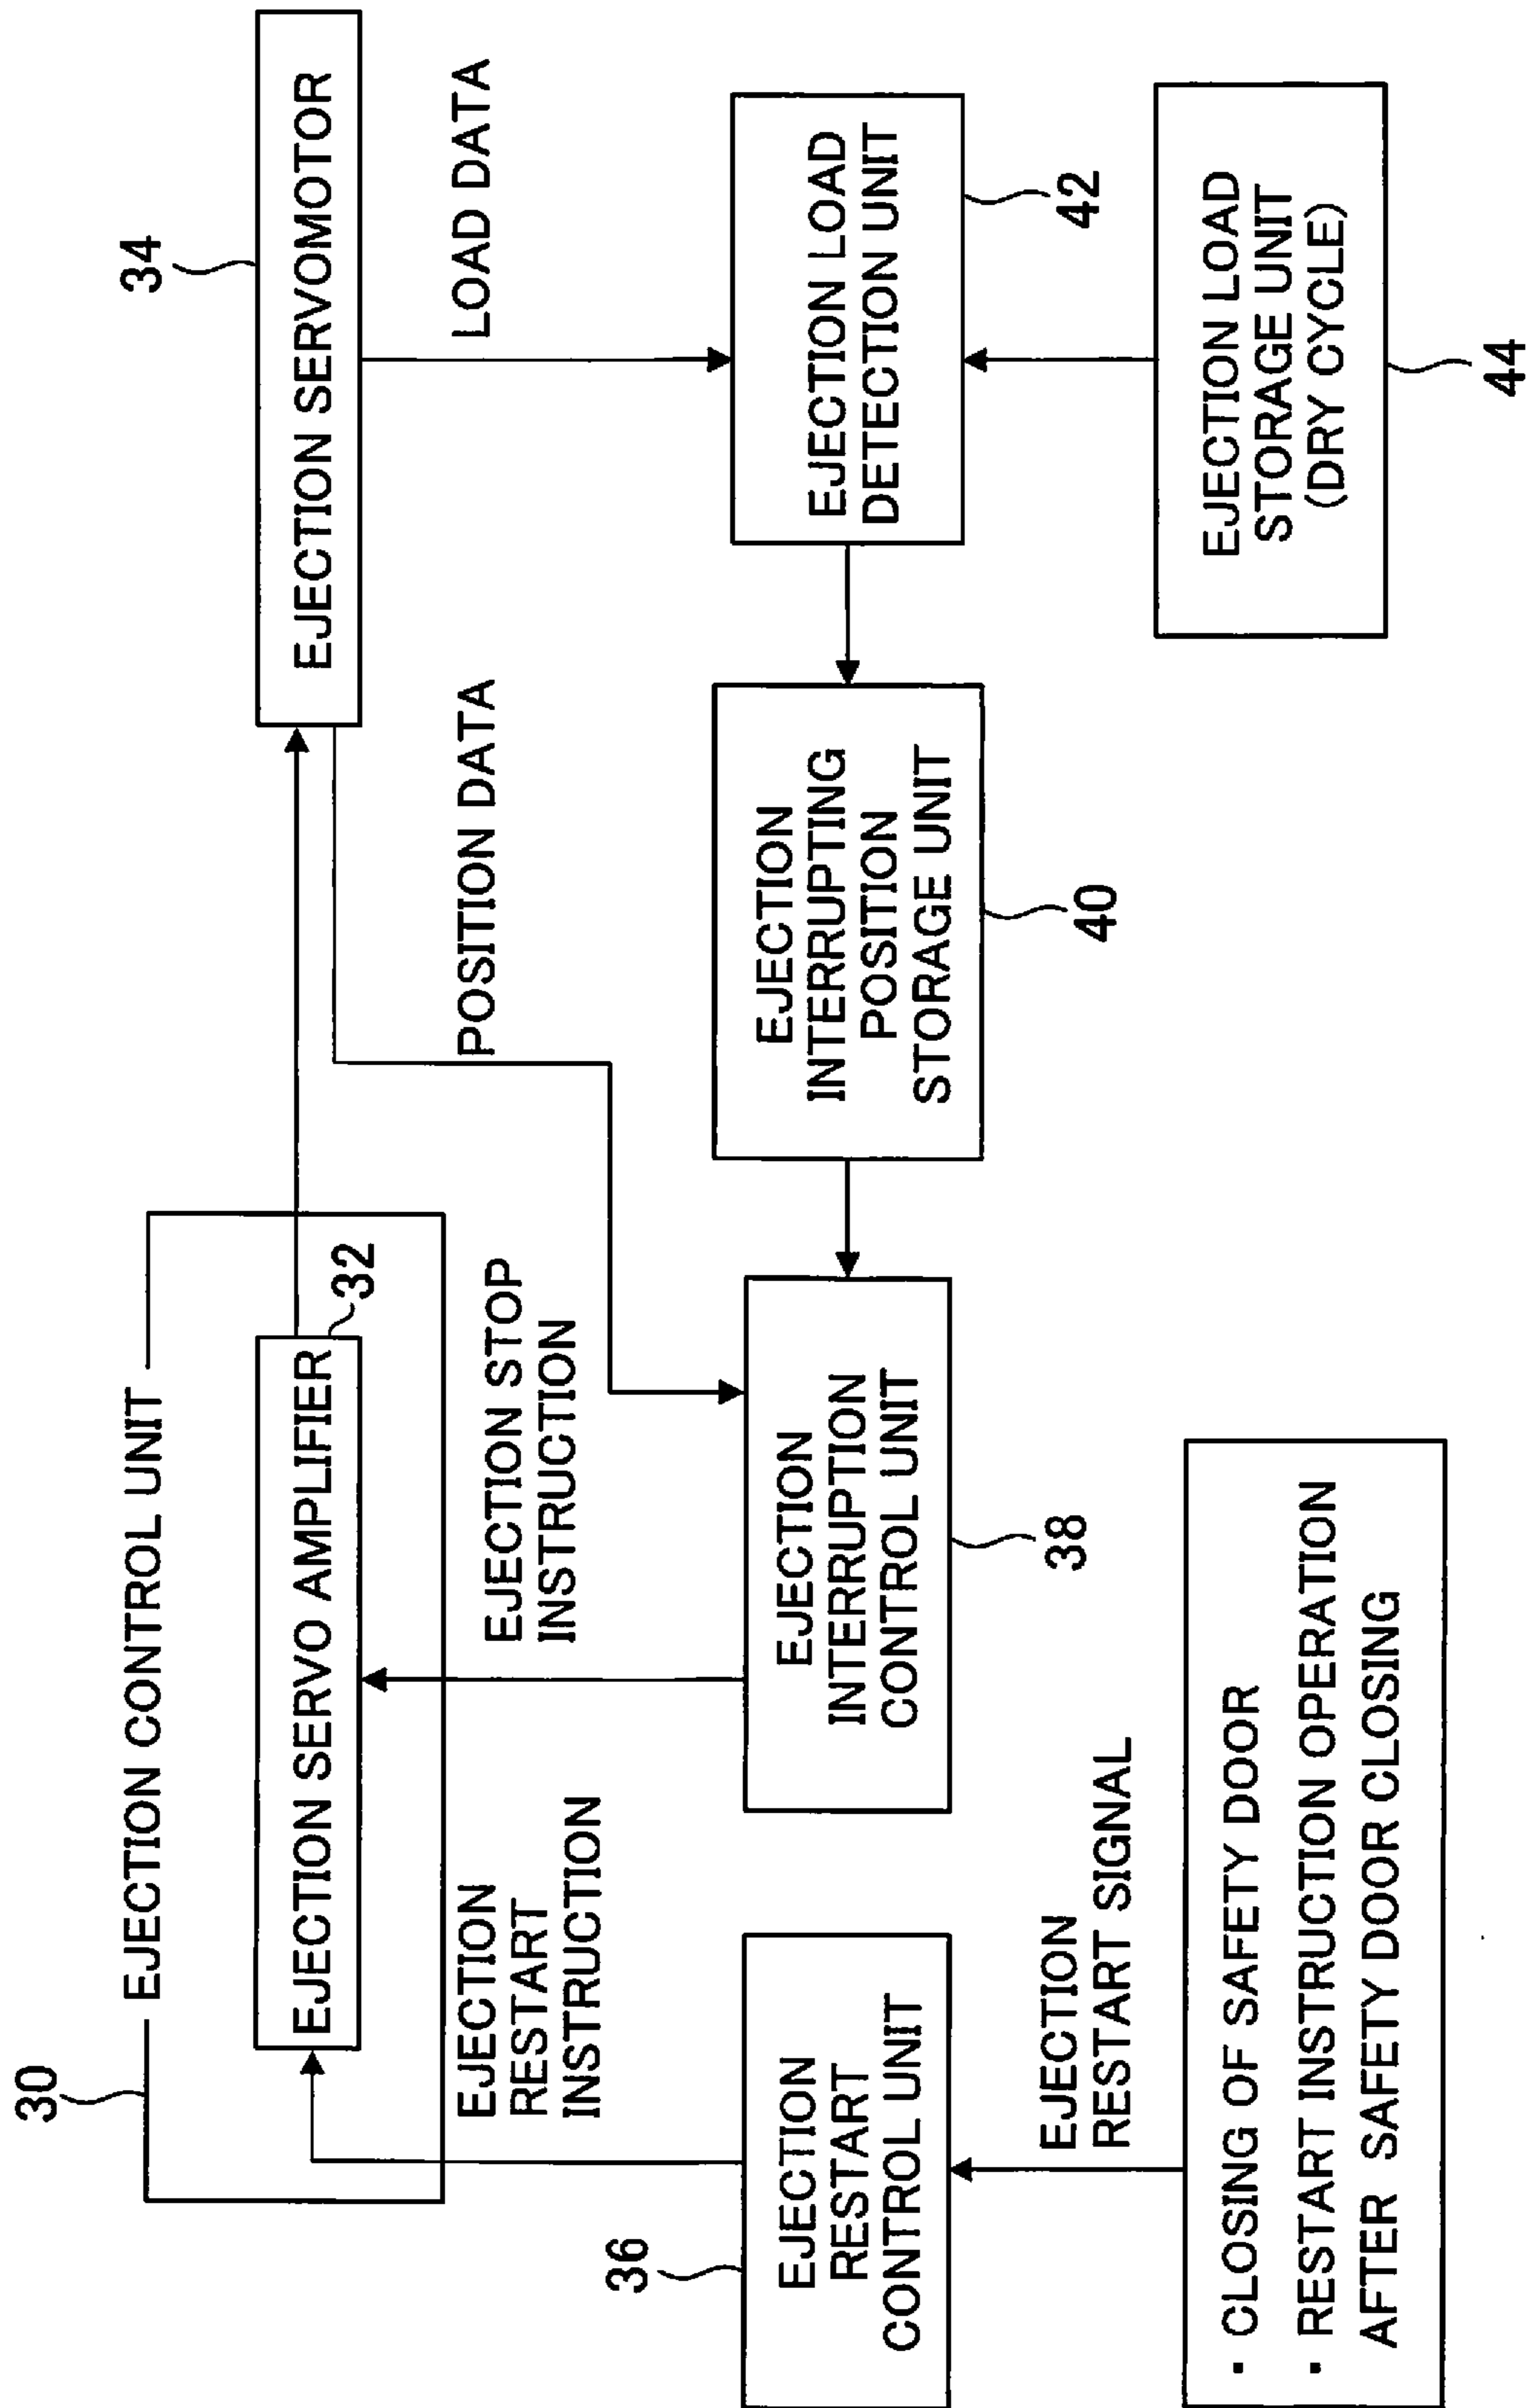 30
EJECTION CONTROL UNIT
EJECTION SERVO AMPLIFIER
32
34
EJECTION SERVOMOTOR
EJECTION
RESTART
INSTRUCTION
EJECTION STOP
INSTRUCTION
POSITION DATA
LOAD DATA
36
EJECTION
RESTART
CONTROL UNIT
EJECTION
INTERRUPTION
CONTROL UNIT
38
EJECTION
INTERRUPTING
POSITION
STORAGE UNIT
40
EJECTION LOAD
DETECTION UNIT
42
EJECTION
RESTART SIGNAL
· CLOSING OF SAFETY DOOR
· RESTART INSTRUCTION OPERATION
AFTER SAFETY DOOR CLOSING
EJECTION LOAD
STORAGE UNIT
(DRY CYCLE)
44